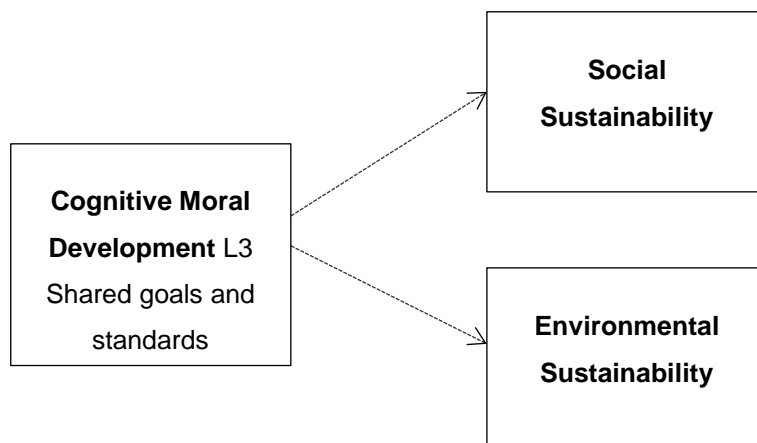 Social
Sustainability
Cognitive Moral
Development L3
Shared goals and
standards
Environmental
Sustainability